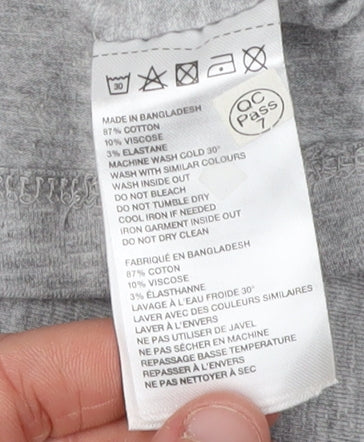 30
QC
Pass
7
MADE IN BANGLADESH
87% COTTON
10% VISCOSE
3% ELASTANE
MACHINE WASH COLD 30°
WASH WITH SIMILAR COLOURS
WASH INSIDE OUT
DO NOT BLEACH
DO NOT TUMBLE DRY
COOL IRON IF NEEDED
IRON GARMENT INSIDE OUT
DO NOT DRY CLEAN
FABRIQUÉ EN BANGLADESH
87% COTON
10% VISCOSE
3% ÉLASTHANNE
LAVAGE À L'EAU FROIDE 30°
LAVER AVEC DES COULEURS SIMILAIRES
LAVER À L'ENVERS
NE PAS UTILISER DE JAVEL
NE PAS SÉCHER EN MACHINE
REPASSAGE BASSE TEMPERATURE
REPASSER À L'ENVERS
NE PAS NETTOYER À SEC